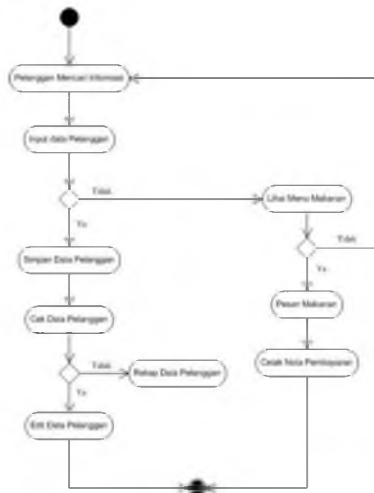 Pelanggan Mencari Informasi
Input data Pelanggan
Tidak
Lihat Menu Makanan
Ya
Tidak
Simpan Data Pelanggan
Ya
Pesan Makanan
Cek Data Pelanggan
Cetak Nota Pembayaran
Tidak
Rekap Data Pelanggan
Ya
Edit Data Pelanggan